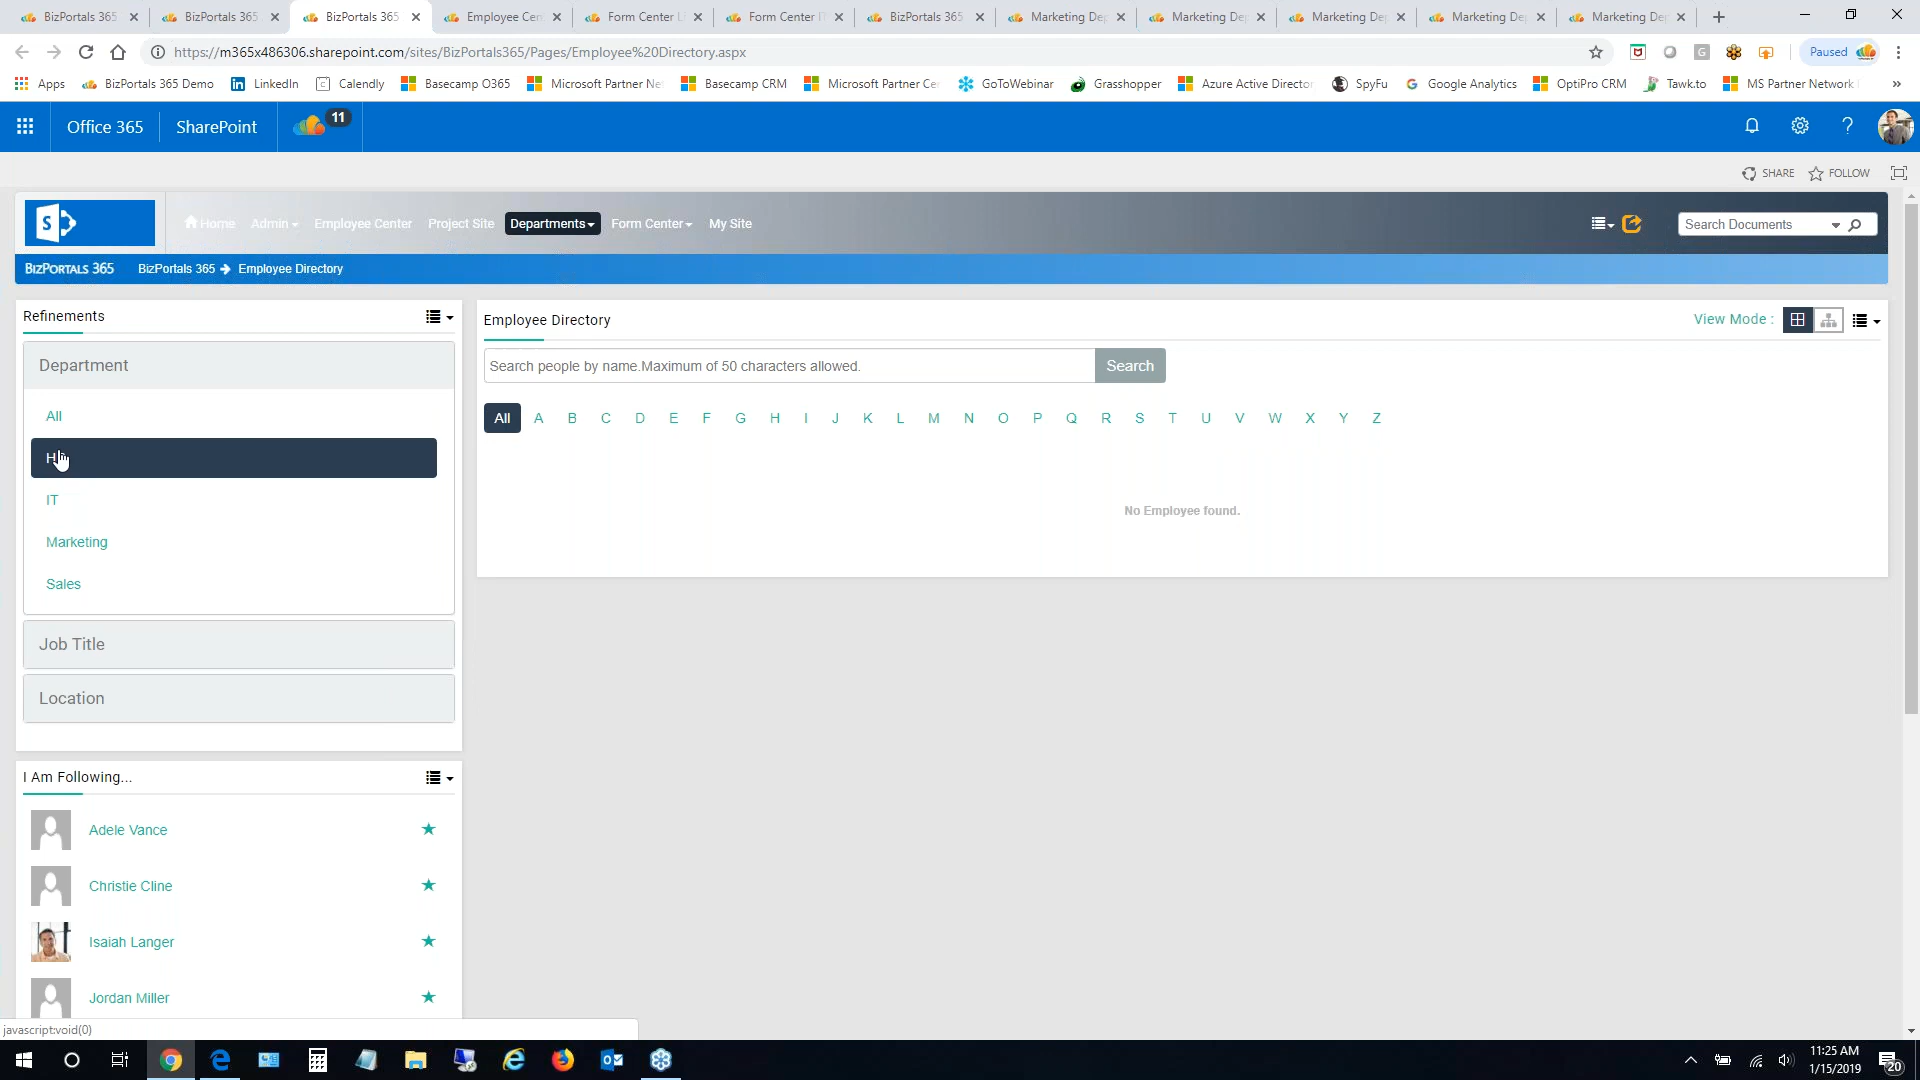 BizPortals 365
BizPortals 365
BizPortals 365
Employee Cen
Form Center
Form Center
BizPortals 365
Marketing De
Marketing De
Marketing De
Marketing De
Marketing De
https://m365x486306.sharepoint.com/sites/BizPortals365/Pages/Employee%20Directory.aspx
G
Paused
Apps
BizPortals 365 Demo
LinkedIn
Calendly
Basecamp O365
Microsoft Partner Ne
Basecamp CRM
Microsoft Partner Ce
GoToWebinar
Grasshopper
Azure Active Director
SpyFu
Google Analytics
OptiPro CRM
Tawk.to
MS Partner Network
»
Office 365
SharePoint
11
?
SHARE
FOLLOW
S
Home
Admin
Employee Center
Project Site
Departments
Form Center
My Site
Search Documents
BIZPORTALS 365
BizPortals 365
Employee Directory
Refinements
Department
All
IT
Marketing
Sales
Job Title
Location
I Am Following...
Adele Vance
Christie Cline
Isaiah Langer
Jordan Miller
Employee Directory
View Mode :
Search people by name.Maximum of 50 characters allowed.
Search
All A B C D E F G H I J K L M N O P Q R S T U V W X Y Z
No Employee found.
javascript:void(0)
11:25 AM
1/15/2019
20